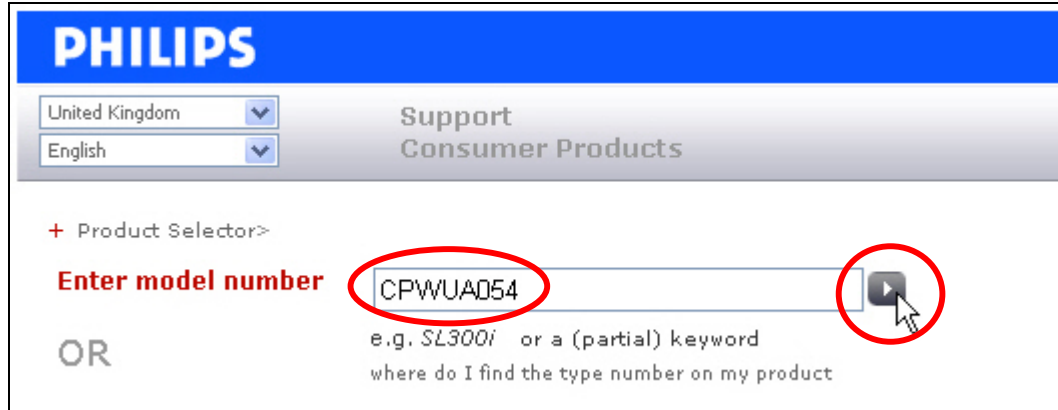 PHILIPS
United Kingdom
English
Support
Consumer Products
+ Product Selector>
Enter model number
CPWUA054
OR
e.g. SL300i or a (partial) keyword
where do I find the type number on my product